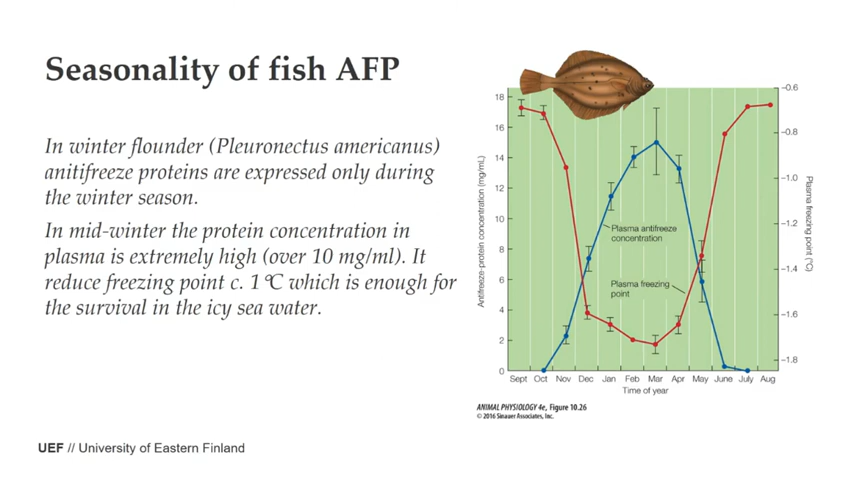 Seasonality of fish AFP
In winter flounder (Pleuronectus americanus)
anitifreeze proteins are expressed only during
the winter season.
In mid-winter the protein concentration in
plasma is extremely high (over 10 mg/ml). It
reduce freezing point c. 1℃ which is enough for
the survival in the icy sea water.
Antifreeze-protein concentration (mg/mL)
18
16
14
12
10
8
6
4
2
0
Plasma antifreeze
concentration
Plasma freezing
point
–0.6
–0.8
–1.0
–1.2
–1.4
–1.6
–1.8
Plasma freezing point (°C)
Sept Oct Nov Dec Jan Feb Mar Apr May June July Aug
Time of year
ANIMAL PHYSIOLOGY 4e, Figure 10.26
© 2016 Sinauer Associates, Inc.
UEF // University of Eastern Finland